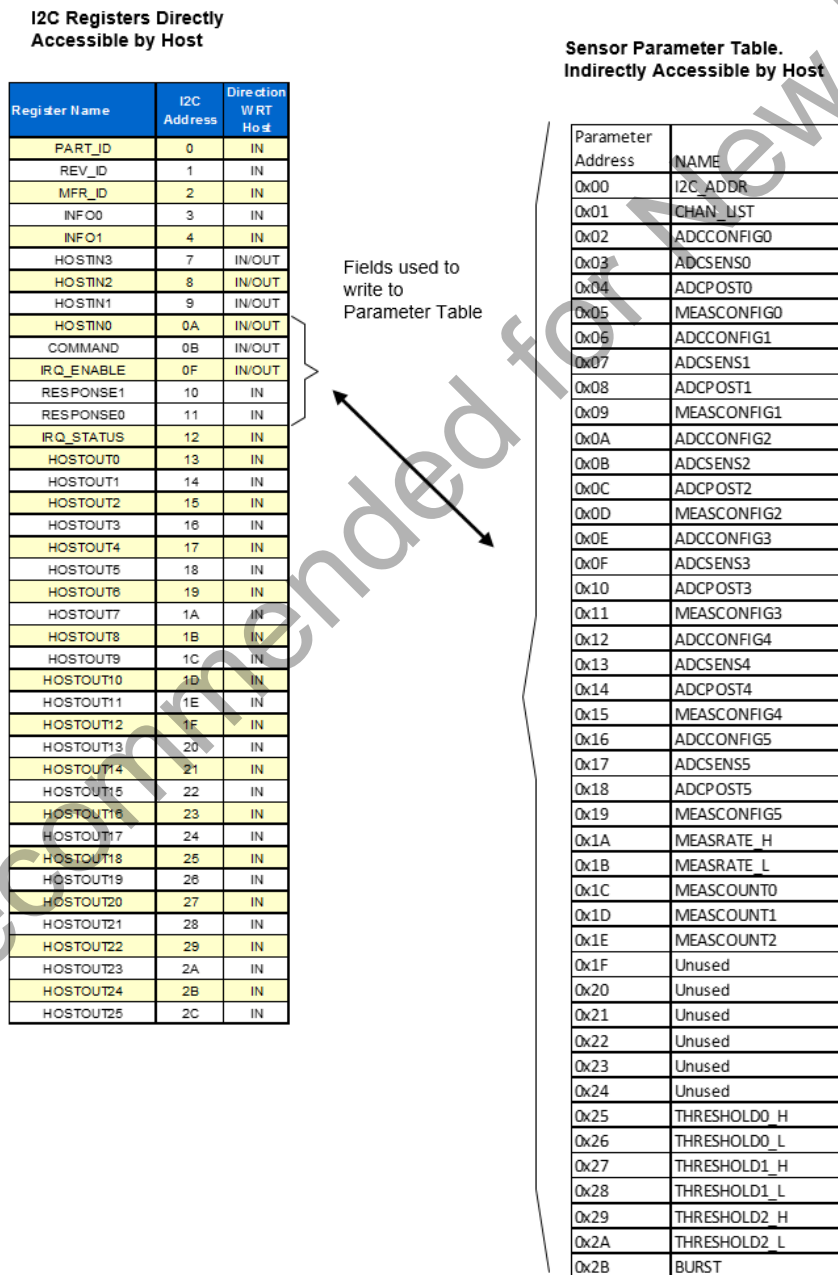 I2C Registers Directly
Accessible by Host
Register Name I2C Address Direction WRT Host
PART_ID 0 IN
REV_ID 1 IN
MFR_ID 2 IN
INFO0 3 IN
INFO1 4 IN
HOSTIN3 7 IN/OUT
HOSTIN2 8 IN/OUT
HOSTIN1 9 IN/OUT
HOSTIN0 0A IN/OUT
COMMAND 0B IN/OUT
IRQ_ENABLE 0F IN/OUT
RESPONSE1 10 IN
RESPONSE0 11 IN
IRQ_STATUS 12 IN
HOSTOUT0 13 IN
HOSTOUT1 14 IN
HOSTOUT2 15 IN
HOSTOUT3 16 IN
HOSTOUT4 17 IN
HOSTOUT5 18 IN
HOSTOUT6 19 IN
HOSTOUT7 1A IN
HOSTOUT8 1B IN
HOSTOUT9 1C IN
HOSTOUT10 1D IN
HOSTOUT11 1E IN
HOSTOUT12 1F IN
HOSTOUT13 20 IN
HOSTOUT14 21 IN
HOSTOUT15 22 IN
HOSTOUT16 23 IN
HOSTOUT17 24 IN
HOSTOUT18 25 IN
HOSTOUT19 26 IN
HOSTOUT20 27 IN
HOSTOUT21 28 IN
HOSTOUT22 29 IN
HOSTOUT23 2A IN
HOSTOUT24 2B IN
HOSTOUT25 2C IN
Fields used to
write to
Parameter Table
Sensor Parameter Table.
Indirectly Accessible by Host
Parameter
Address NAME
0x00 I2C_ADDR
0x01 CHAN_LIST
0x02 ADCCONFIG0
0x03 ADCSENS0
0x04 ADCPOST0
0x05 MEASCONFIG0
0x06 ADCCONFIG1
0x07 ADCSENS1
0x08 ADCPOST1
0x09 MEASCONFIG1
0x0A ADCCONFIG2
0x0B ADCSENS2
0x0C ADCPOST2
0x0D MEASCONFIG2
0x0E ADCCONFIG3
0x0F ADCSENS3
0x10 ADCPOST3
0x11 MEASCONFIG3
0x12 ADCCONFIG4
0x13 ADCSENS4
0x14 ADCPOST4
0x15 MEASCONFIG4
0x16 ADCCONFIG5
0x17 ADCSENS5
0x18 ADCPOST5
0x19 MEASCONFIG5
0x1A MEASRATE_H
0x1B MEASRATE_L
0x1C MEASCOUNT0
0x1D MEASCOUNT1
0x1E MEASCOUNT2
0x1F Unused
0x20 Unused
0x21 Unused
0x22 Unused
0x23 Unused
0x24 Unused
0x25 THRESHOLD0_H
0x26 THRESHOLD0_L
0x27 THRESHOLD1_H
0x28 THRESHOLD1_L
0x29 THRESHOLD2_H
0x2A THRESHOLD2_L
0x2B BURST
ecommended for New